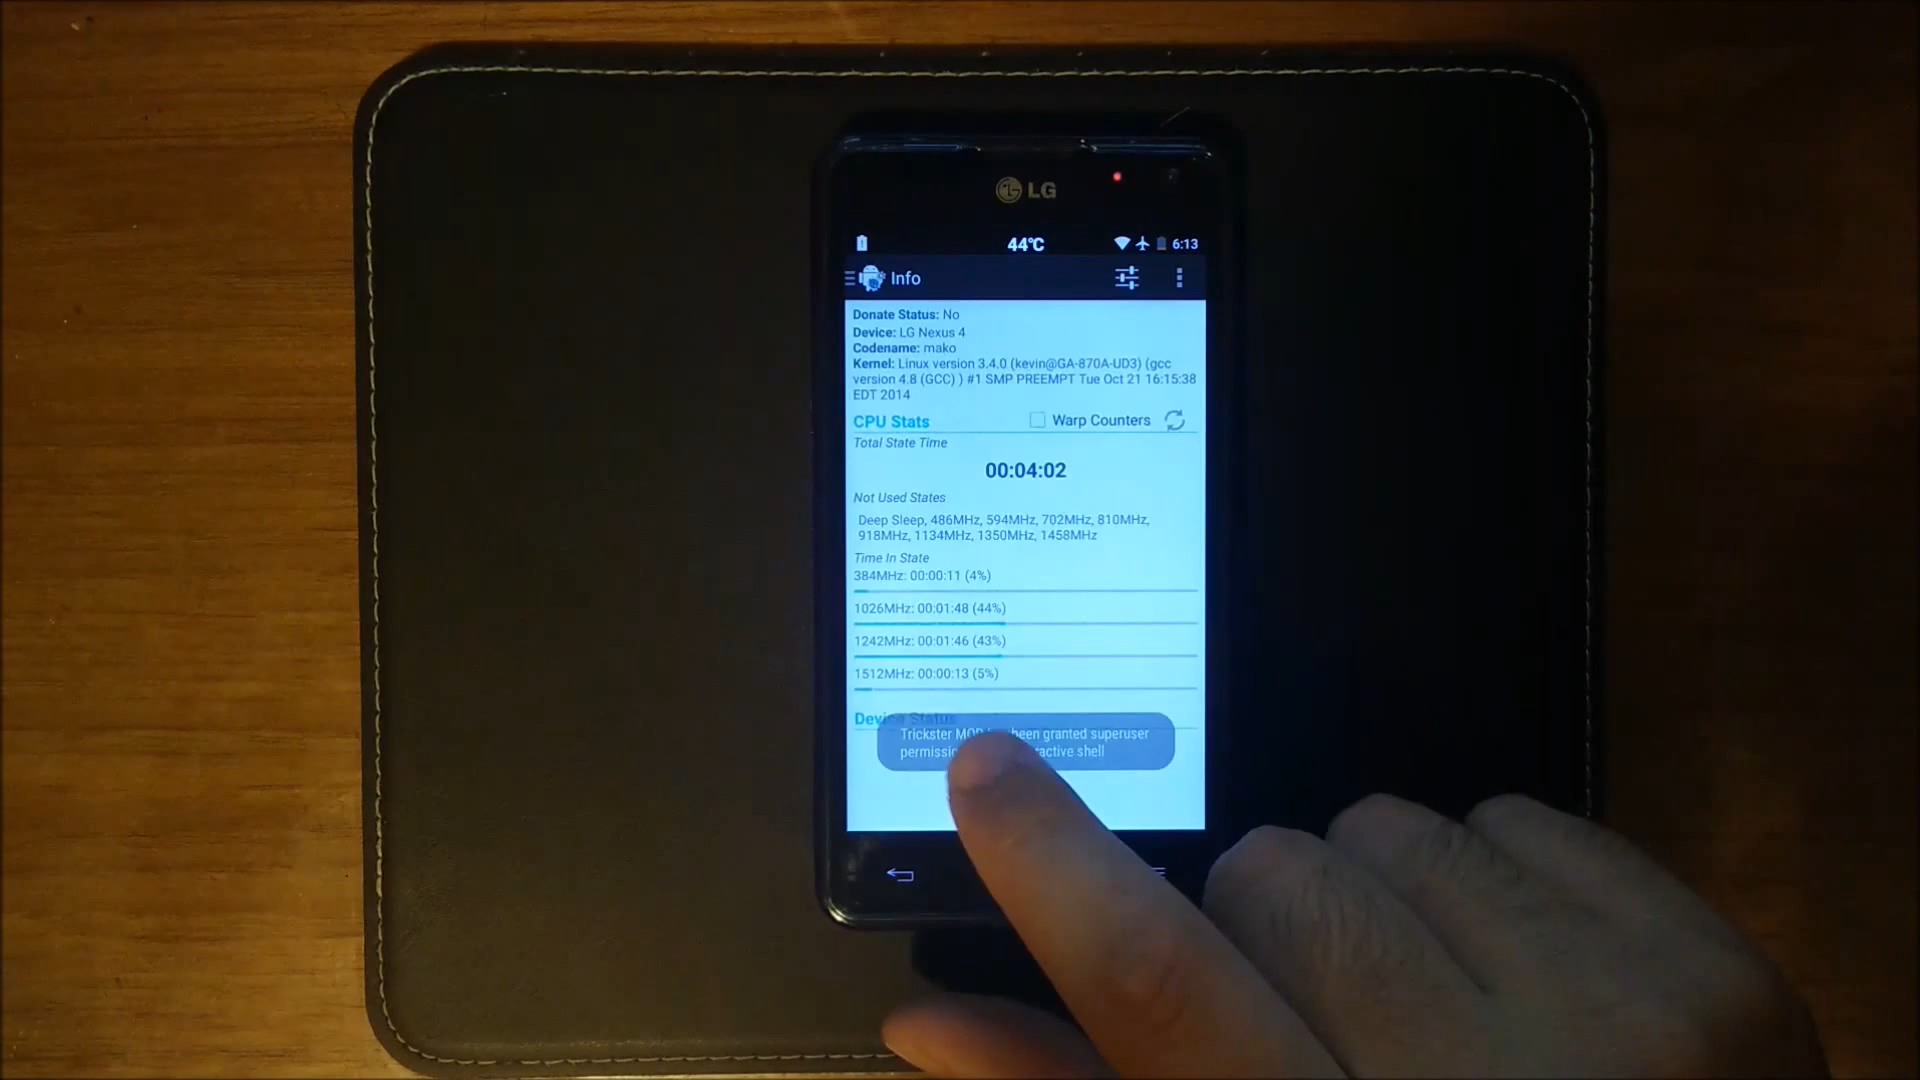 LG
44°C
6:13
Info
Donate Status: No
Device: LG Nexus 4
Codename: mako
Kernel: Linux version 3.4.0 (kevin@GA-870A-UD3) (gcc
version 4.8 (GCC) ) #1 SMP PREEMPT Tue Oct 21 16:15:38
EDT 2014
CPU Stats
Warp Counters
Total State Time
00:04:02
Not Used States
Deep Sleep, 486MHz, 594MHz, 702MHz, 810MHz,
918MHz, 1134MHz, 1350MHz, 1458MHz
Time In State
384MHz: 00:00:11 (4%)
1026MHz: 00:01:48 (44%)
1242MHz: 00:01:46 (43%)
1512MHz: 00:00:13 (5%)
Device Status
Trickster been granted superuser
shell